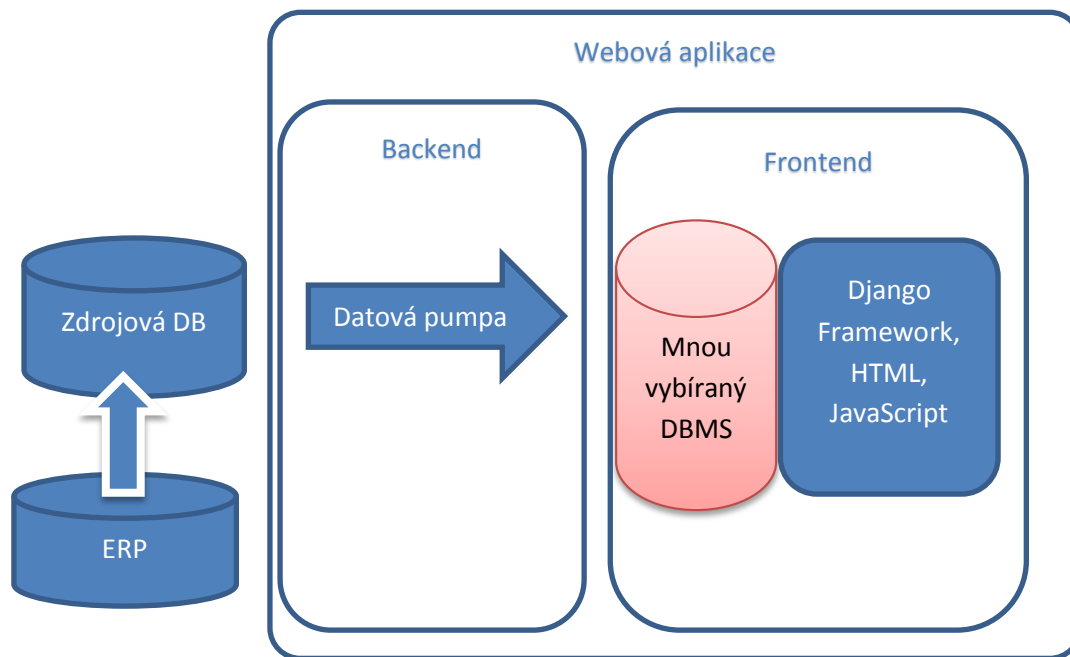 Webová aplikace
Backend
Frontend
Zdrojová DB
Datová pumpa
Mnou
vybíraný
DBMS
Django
Framework,
HTML,
JavaScript
ERP